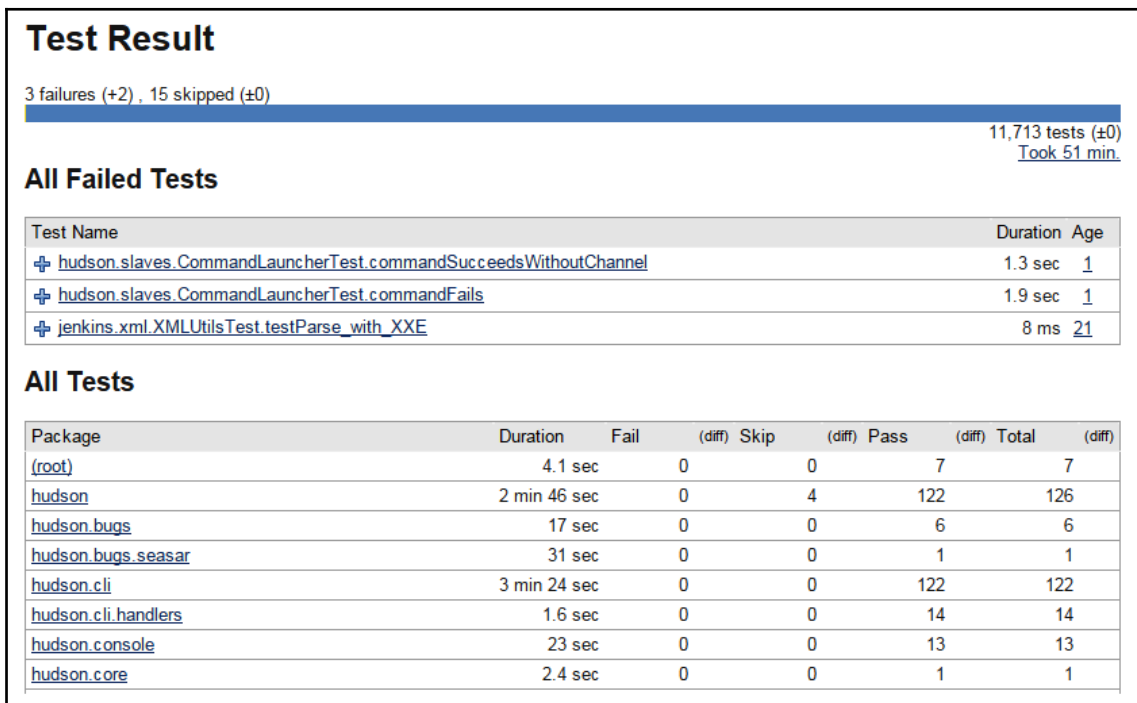 Test Result
3 failures (+2) , 15 skipped (±0)
11,713 tests (±0)
Took 51 min.
All Failed Tests
Test Name Duration Age
hudson.slaves.CommandLauncherTest.commandSucceedsWithoutChannel 1.3 sec 1
hudson.slaves.CommandLauncherTest.commandFails 1.9 sec 1
jenkins.xml.XMLUtilsTest.testParse_with_XXE 8 ms 21
All Tests
Package Duration Fail (diff) Skip (diff) Pass (diff) Total (diff)
(root) 4.1 sec 0 0 7 7
hudson 2 min 46 sec 0 4 122 126
hudson.bugs 17 sec 0 0 6 6
hudson.bugs.seasar 31 sec 0 0 1 1
hudson.cli 3 min 24 sec 0 0 122 122
hudson.cli.handlers 1.6 sec 0 0 14 14
hudson.console 23 sec 0 0 13 13
hudson.core 2.4 sec 0 0 1 1